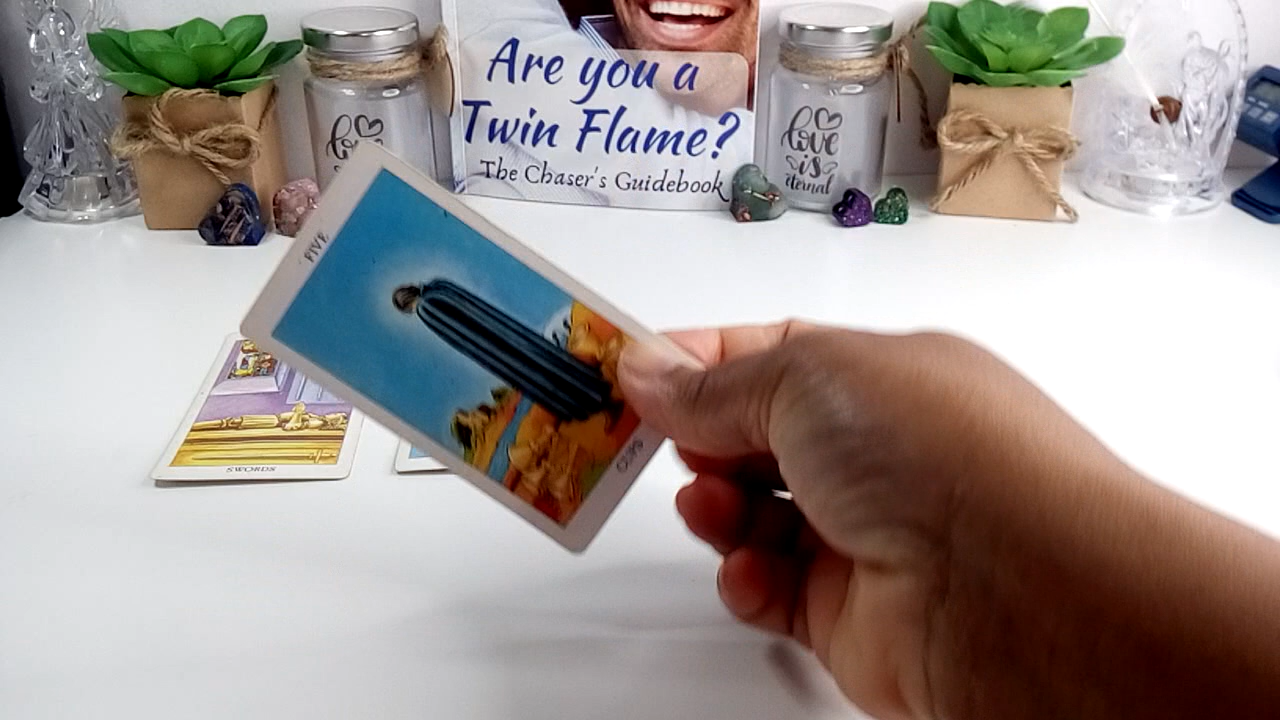 Are you a
Twin Flame?
The Chaser's Guidebook
love
love
is
eternal
FIVE
CUPS
SWORDS